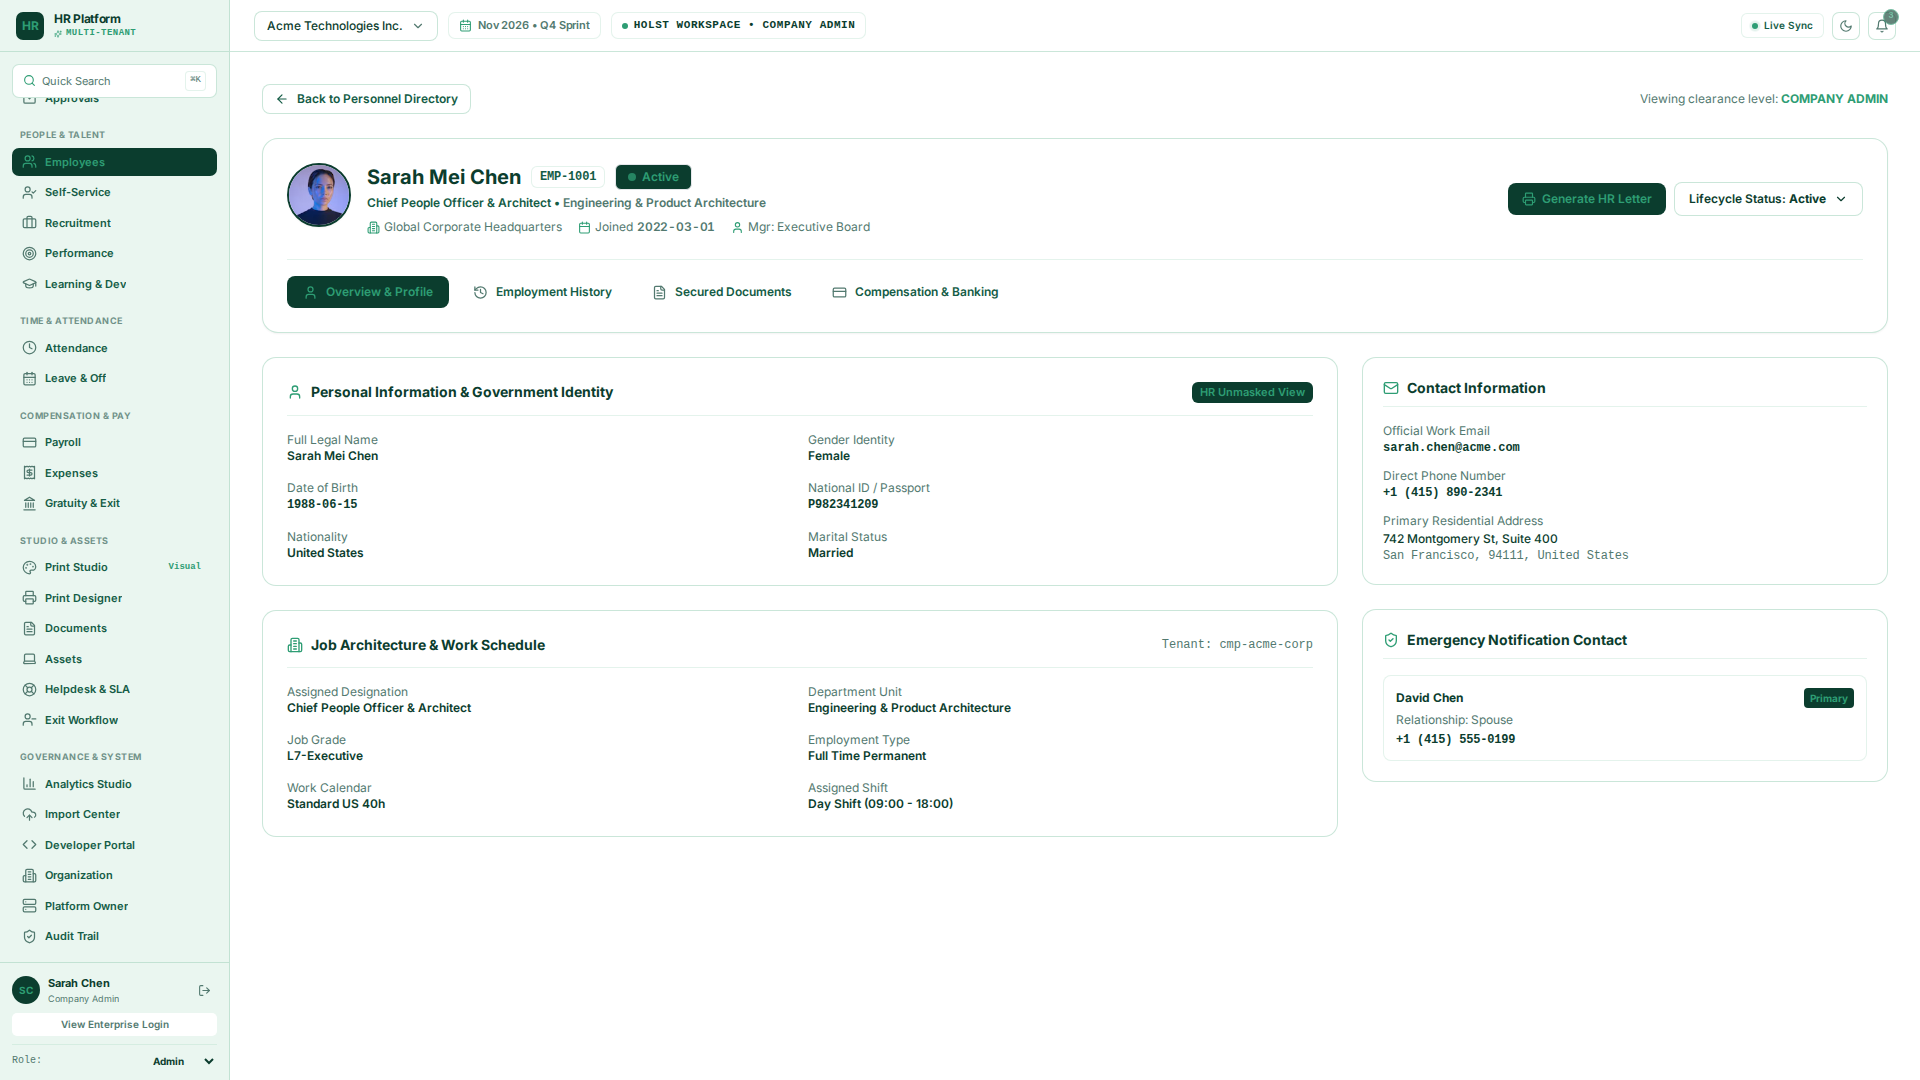 HR
HR Platform
MULTI-TENANT
Quick Search
⌘K
Approvals
PEOPLE & TALENT
Employees
Self-Service
Recruitment
Performance
Learning & Dev
TIME & ATTENDANCE
Attendance
Leave & Off
COMPENSATION & PAY
Payroll
Expenses
Gratuity & Exit
STUDIO & ASSETS
Print Studio Visual
Print Designer
Documents
Assets
Helpdesk & SLA
Exit Workflow
GOVERNANCE & SYSTEM
Analytics Studio
Import Center
Developer Portal
Organization
Platform Owner
Audit Trail
SC
Sarah Chen
Company Admin
View Enterprise Login
Role: Admin
Acme Technologies Inc.
Nov 2026 • Q4 Sprint
HOLST WORKSPACE • COMPANY ADMIN
Live Sync
Back to Personnel Directory
Viewing clearance level: COMPANY ADMIN
Sarah Mei Chen EMP-1001 Active
Chief People Officer & Architect • Engineering & Product Architecture
Global Corporate Headquarters Joined 2022-03-01 Mgr: Executive Board
Generate HR Letter
Lifecycle Status: Active
Overview & Profile
Employment History
Secured Documents
Compensation & Banking
Personal Information & Government Identity
HR Unmasked View
Full Legal Name
Sarah Mei Chen
Gender Identity
Female
Date of Birth
1988-06-15
National ID / Passport
P982341209
Nationality
United States
Marital Status
Married
Contact Information
Official Work Email
sarah.chen@acme.com
Direct Phone Number
+1 (415) 890-2341
Primary Residential Address
742 Montgomery St, Suite 400
San Francisco, 94111, United States
Job Architecture & Work Schedule
Tenant: cmp-acme-corp
Assigned Designation
Chief People Officer & Architect
Department Unit
Engineering & Product Architecture
Job Grade
L7-Executive
Employment Type
Full Time Permanent
Work Calendar
Standard US 40h
Assigned Shift
Day Shift (09:00 - 18:00)
Emergency Notification Contact
David Chen
Primary
Relationship: Spouse
+1 (415) 555-0199